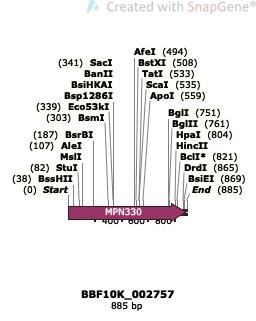 Created with SnapGene®
AfeI (494)
(341) SacI BstXI (508)
BanII TatI (533)
BsiHKAI ScaI (535)
Bsp1286I ApoI (559)
(339) Eco53kI BglI (751)
(303) BsmI BglII (761)
(187) BsrBI HpaI (804)
(107) AleI HincII
MslI BclI* (821)
(82) StuI DrdI (865)
(38) BssHII BsiEI (869)
(0) Start End (885)
MPN330
400 600 800
BBF10K_002757
885 bp